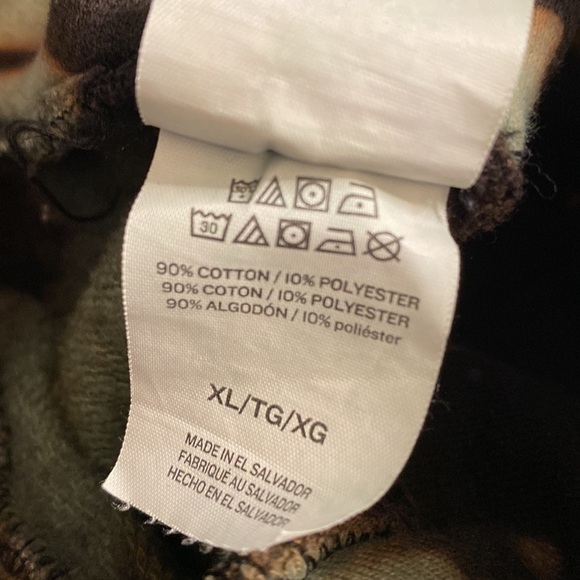 30
90% COTTON / 10% POLYESTER
90% COTON / 10% POLYESTER
90% ALGODÓN / 10% poliéster
XL/TG/XG
MADE IN EL SALVADOR
FABRIQUÉ AU SALVADOR
HECHO EN EL SALVADOR